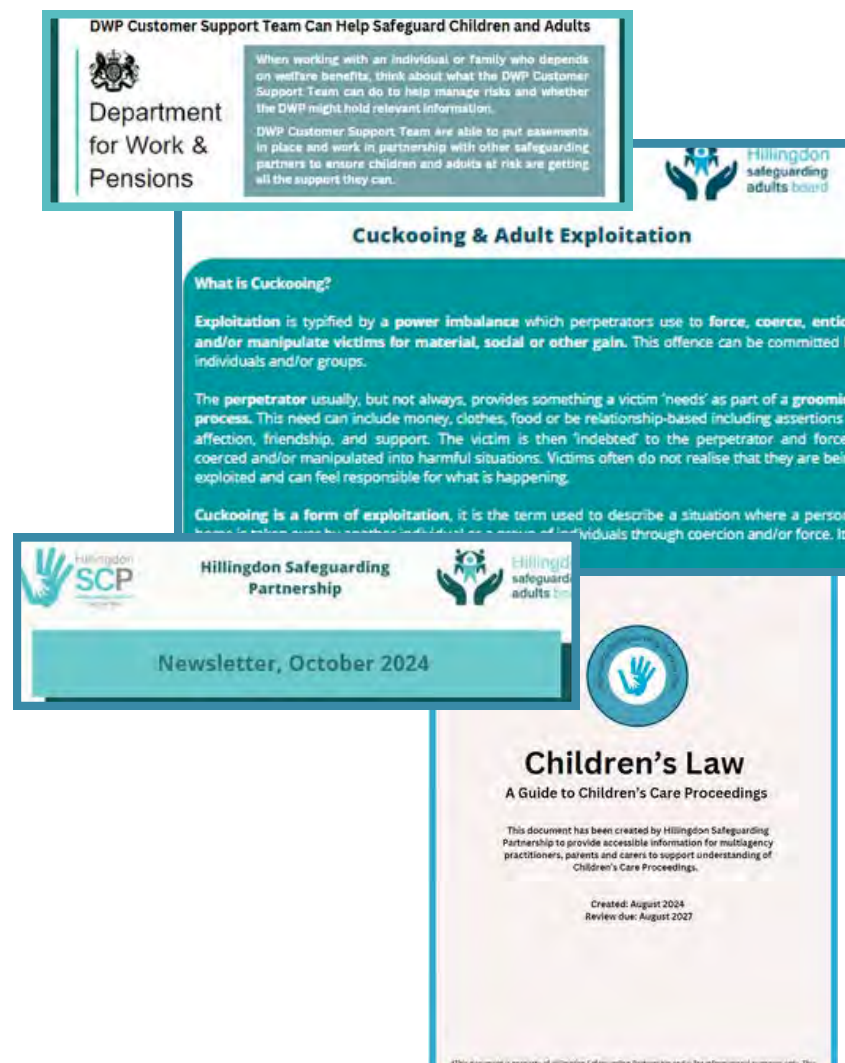 DWP Customer Support Team Can Help Safeguard Children and Adults
Department
for Work &
Pensions
When working with an individual or family who depends
on welfare benefits, think about what the DWP Customer
Support Team can do to help manage risks and whether
the DWP might hold relevant information.
DWP Customer Support Team are able to put easements
in place and work in partnership with other safeguarding
partners to ensure children and adults at risk are getting
all the support they can.
Hillingdon
safeguarding
adults board
Cuckooing & Adult Exploitation
What is Cuckooing?
Exploitation is typified by a power imbalance which perpetrators use to force, coerce, entic
and/or manipulate victims for material, social or other gain. This offence can be committed
individuals and/or groups.
The perpetrator usually, but not always, provides something a victim 'needs' as part of a groomi
process. This need can include money, clothes, food or be relationship-based including assertions
affection, friendship, and support. The victim is then 'indebted' to the perpetrator and force
coerced and/or manipulated into harmful situations. Victims often do not realise that they are bei
exploited and can feel responsible for what is happening.
Cuckooing is a form of exploitation, it is the term used to describe a situation where a person
individuals through coercion and/or force. It
Hillingdon
SCP
Hillingdon Safeguarding
Partnership
Hillingd
safeguard
adults
Newsletter, October 2024
Children's Law
A Guide to Children's Care Proceedings
This document has been created by Hillingdon Safeguarding
Partnership to provide accessible information for multiagency
practitioners, parents and carers to support understanding of
Children's Care Proceedings.
Created: August 2024
Review due: August 2027